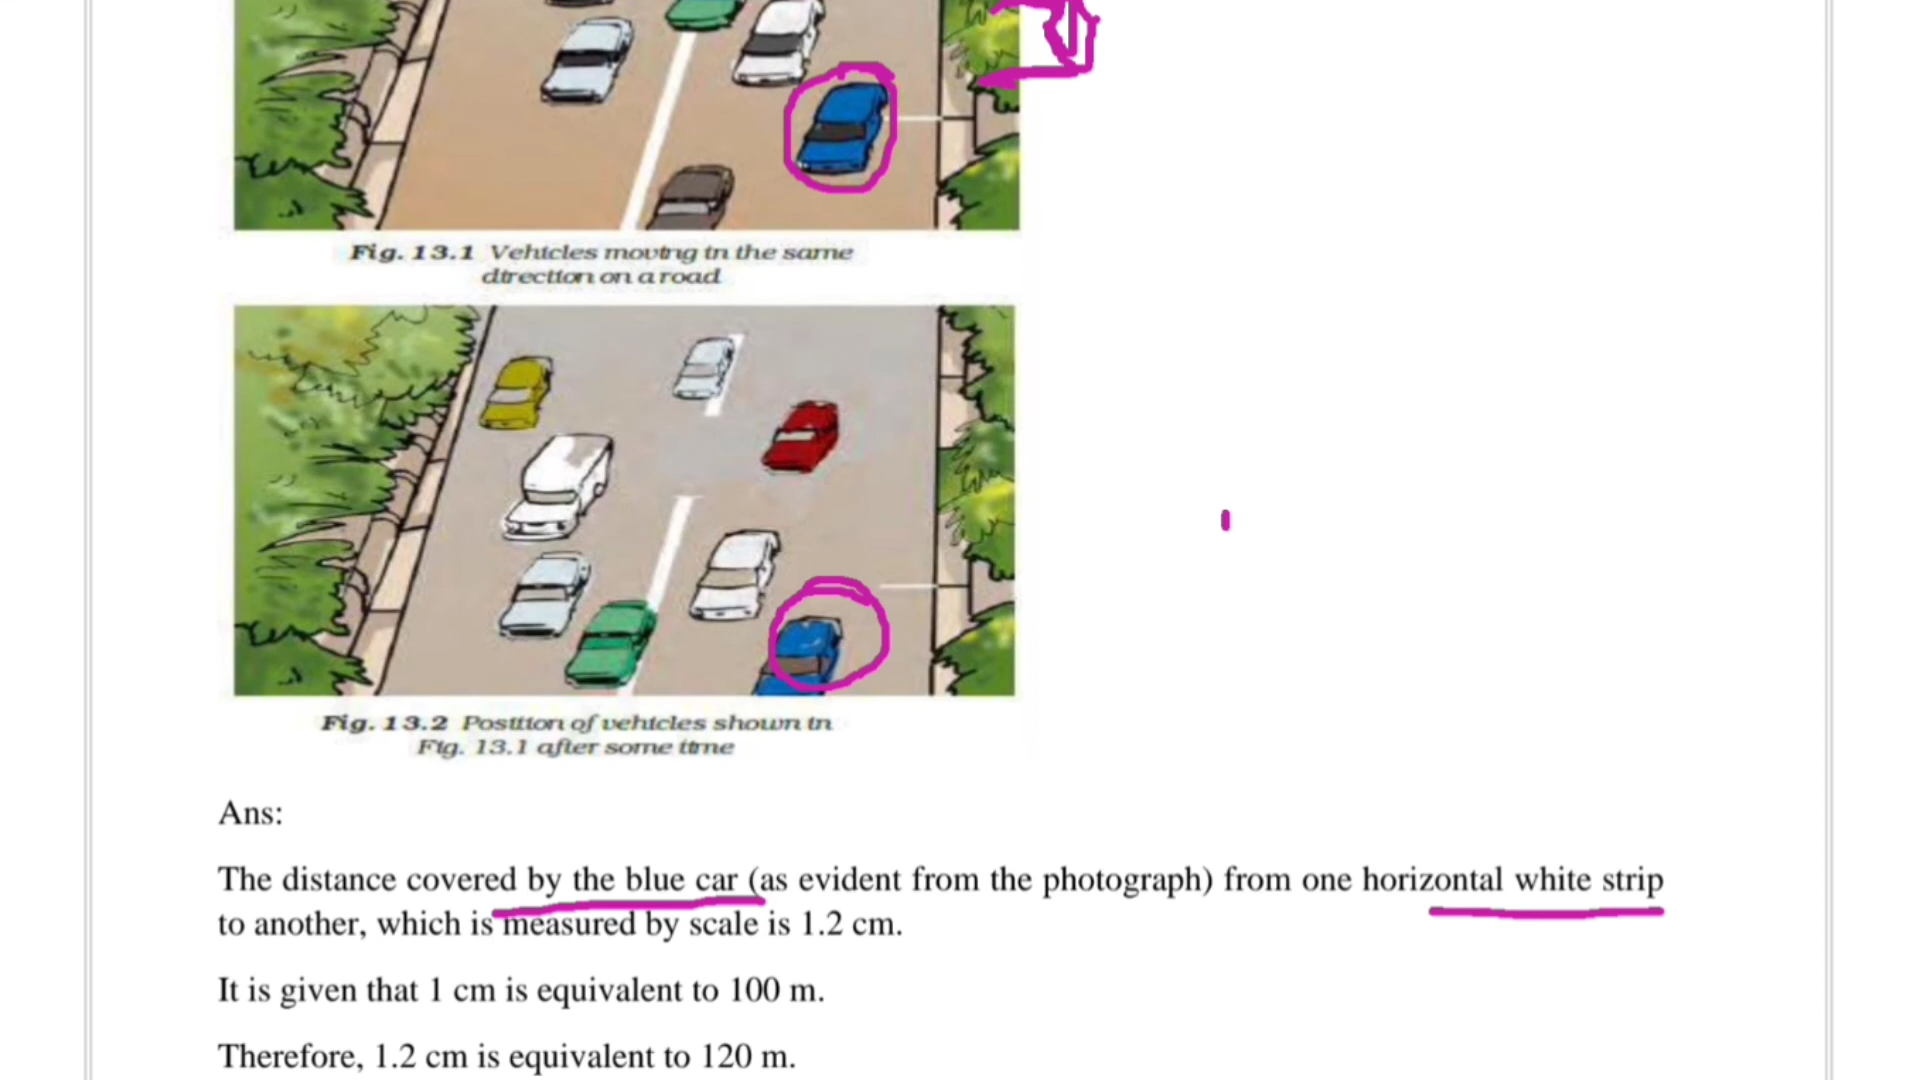 Fig. 13.1 Vehicles moving in the same
direction on a road
Fig. 13.2 Position of vehicles shown in
Fig. 13.1 after some time
Ans:
The distance covered by the blue car (as evident from the photograph) from one horizontal white strip
to another, which is measured by scale is 1.2 cm.
It is given that 1 cm is equivalent to 100 m.
Therefore, 1.2 cm is equivalent to 120 m.